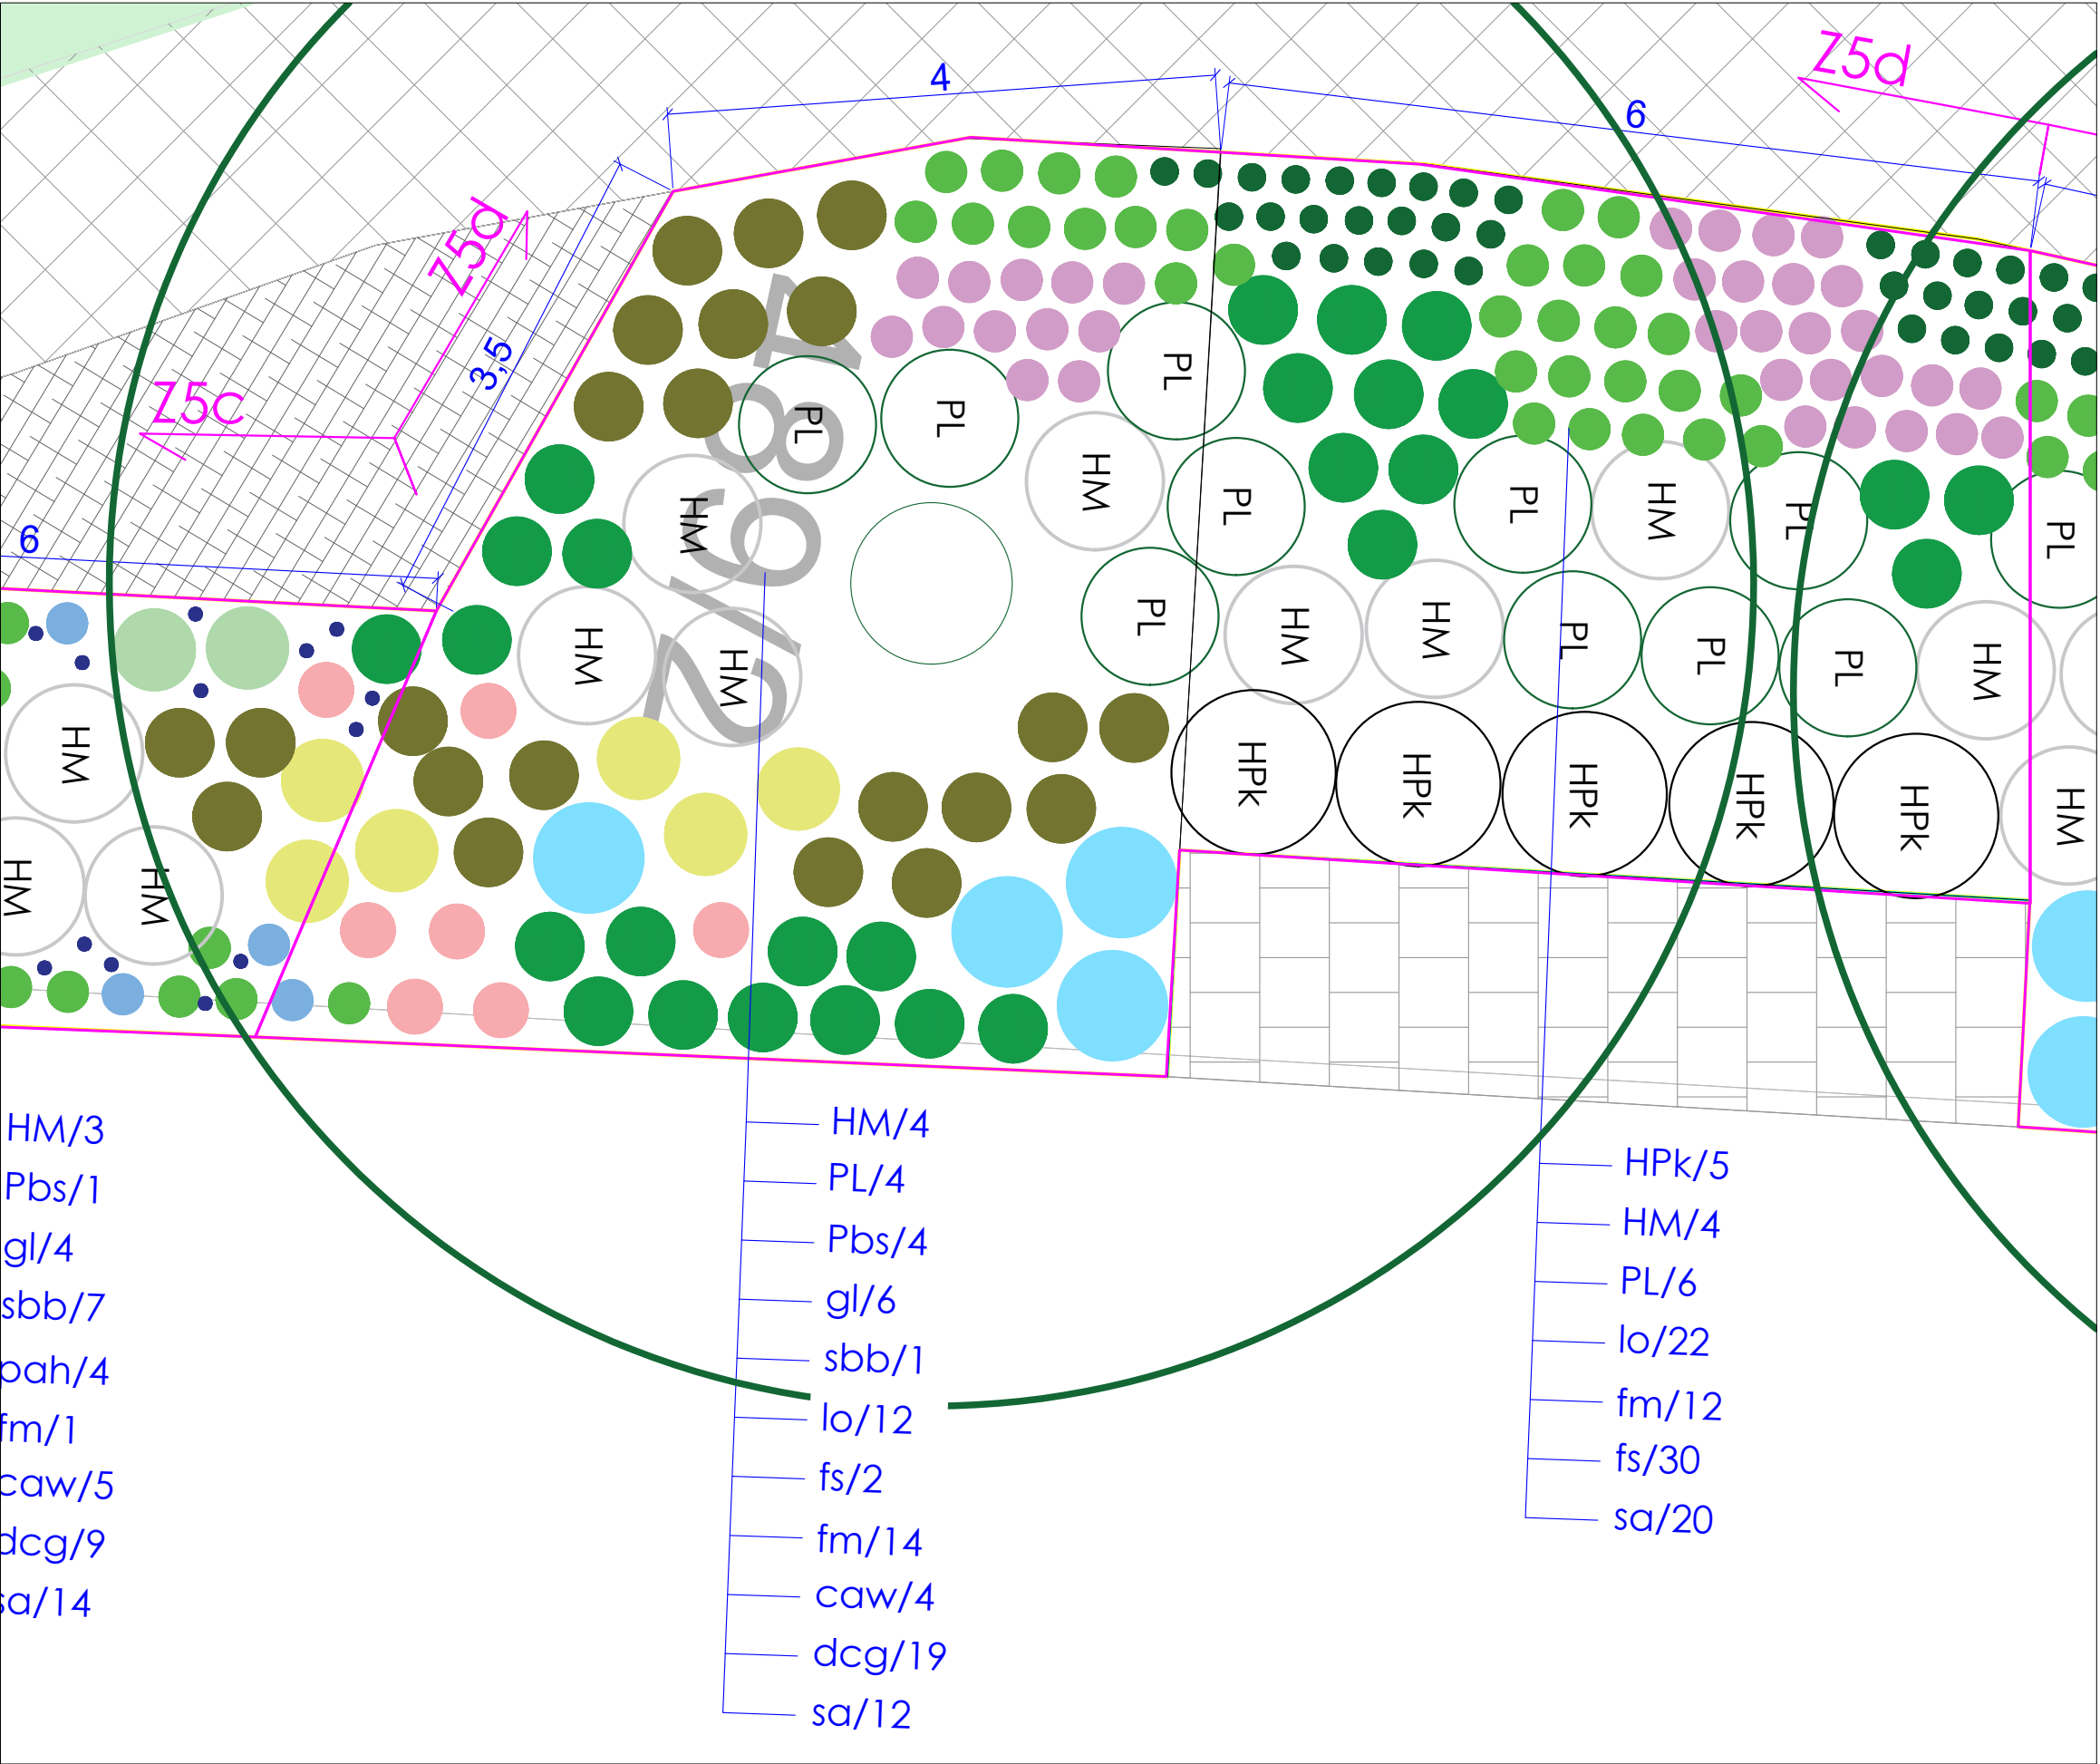 Z5d
4
6
Z5d
3,5
Z5c
6
PL
PL
PL
HM
HM
PL
PL
HM
PL
PL
HM
HM
PL
HM
HM
PL
PL
PL
HM
HM
HM
HPk
HPk
HPk
HPk
HPk
HM
HM
HM
HM/3
Pbs/1
gl/4
sbb/7
pah/4
fm/1
caw/5
dcg/9
sa/14
HM/4
PL/4
Pbs/4
gl/6
sbb/1
lo/12
fs/2
fm/14
caw/4
dcg/19
sa/12
HPk/5
HM/4
PL/6
lo/22
fm/12
fs/30
sa/20